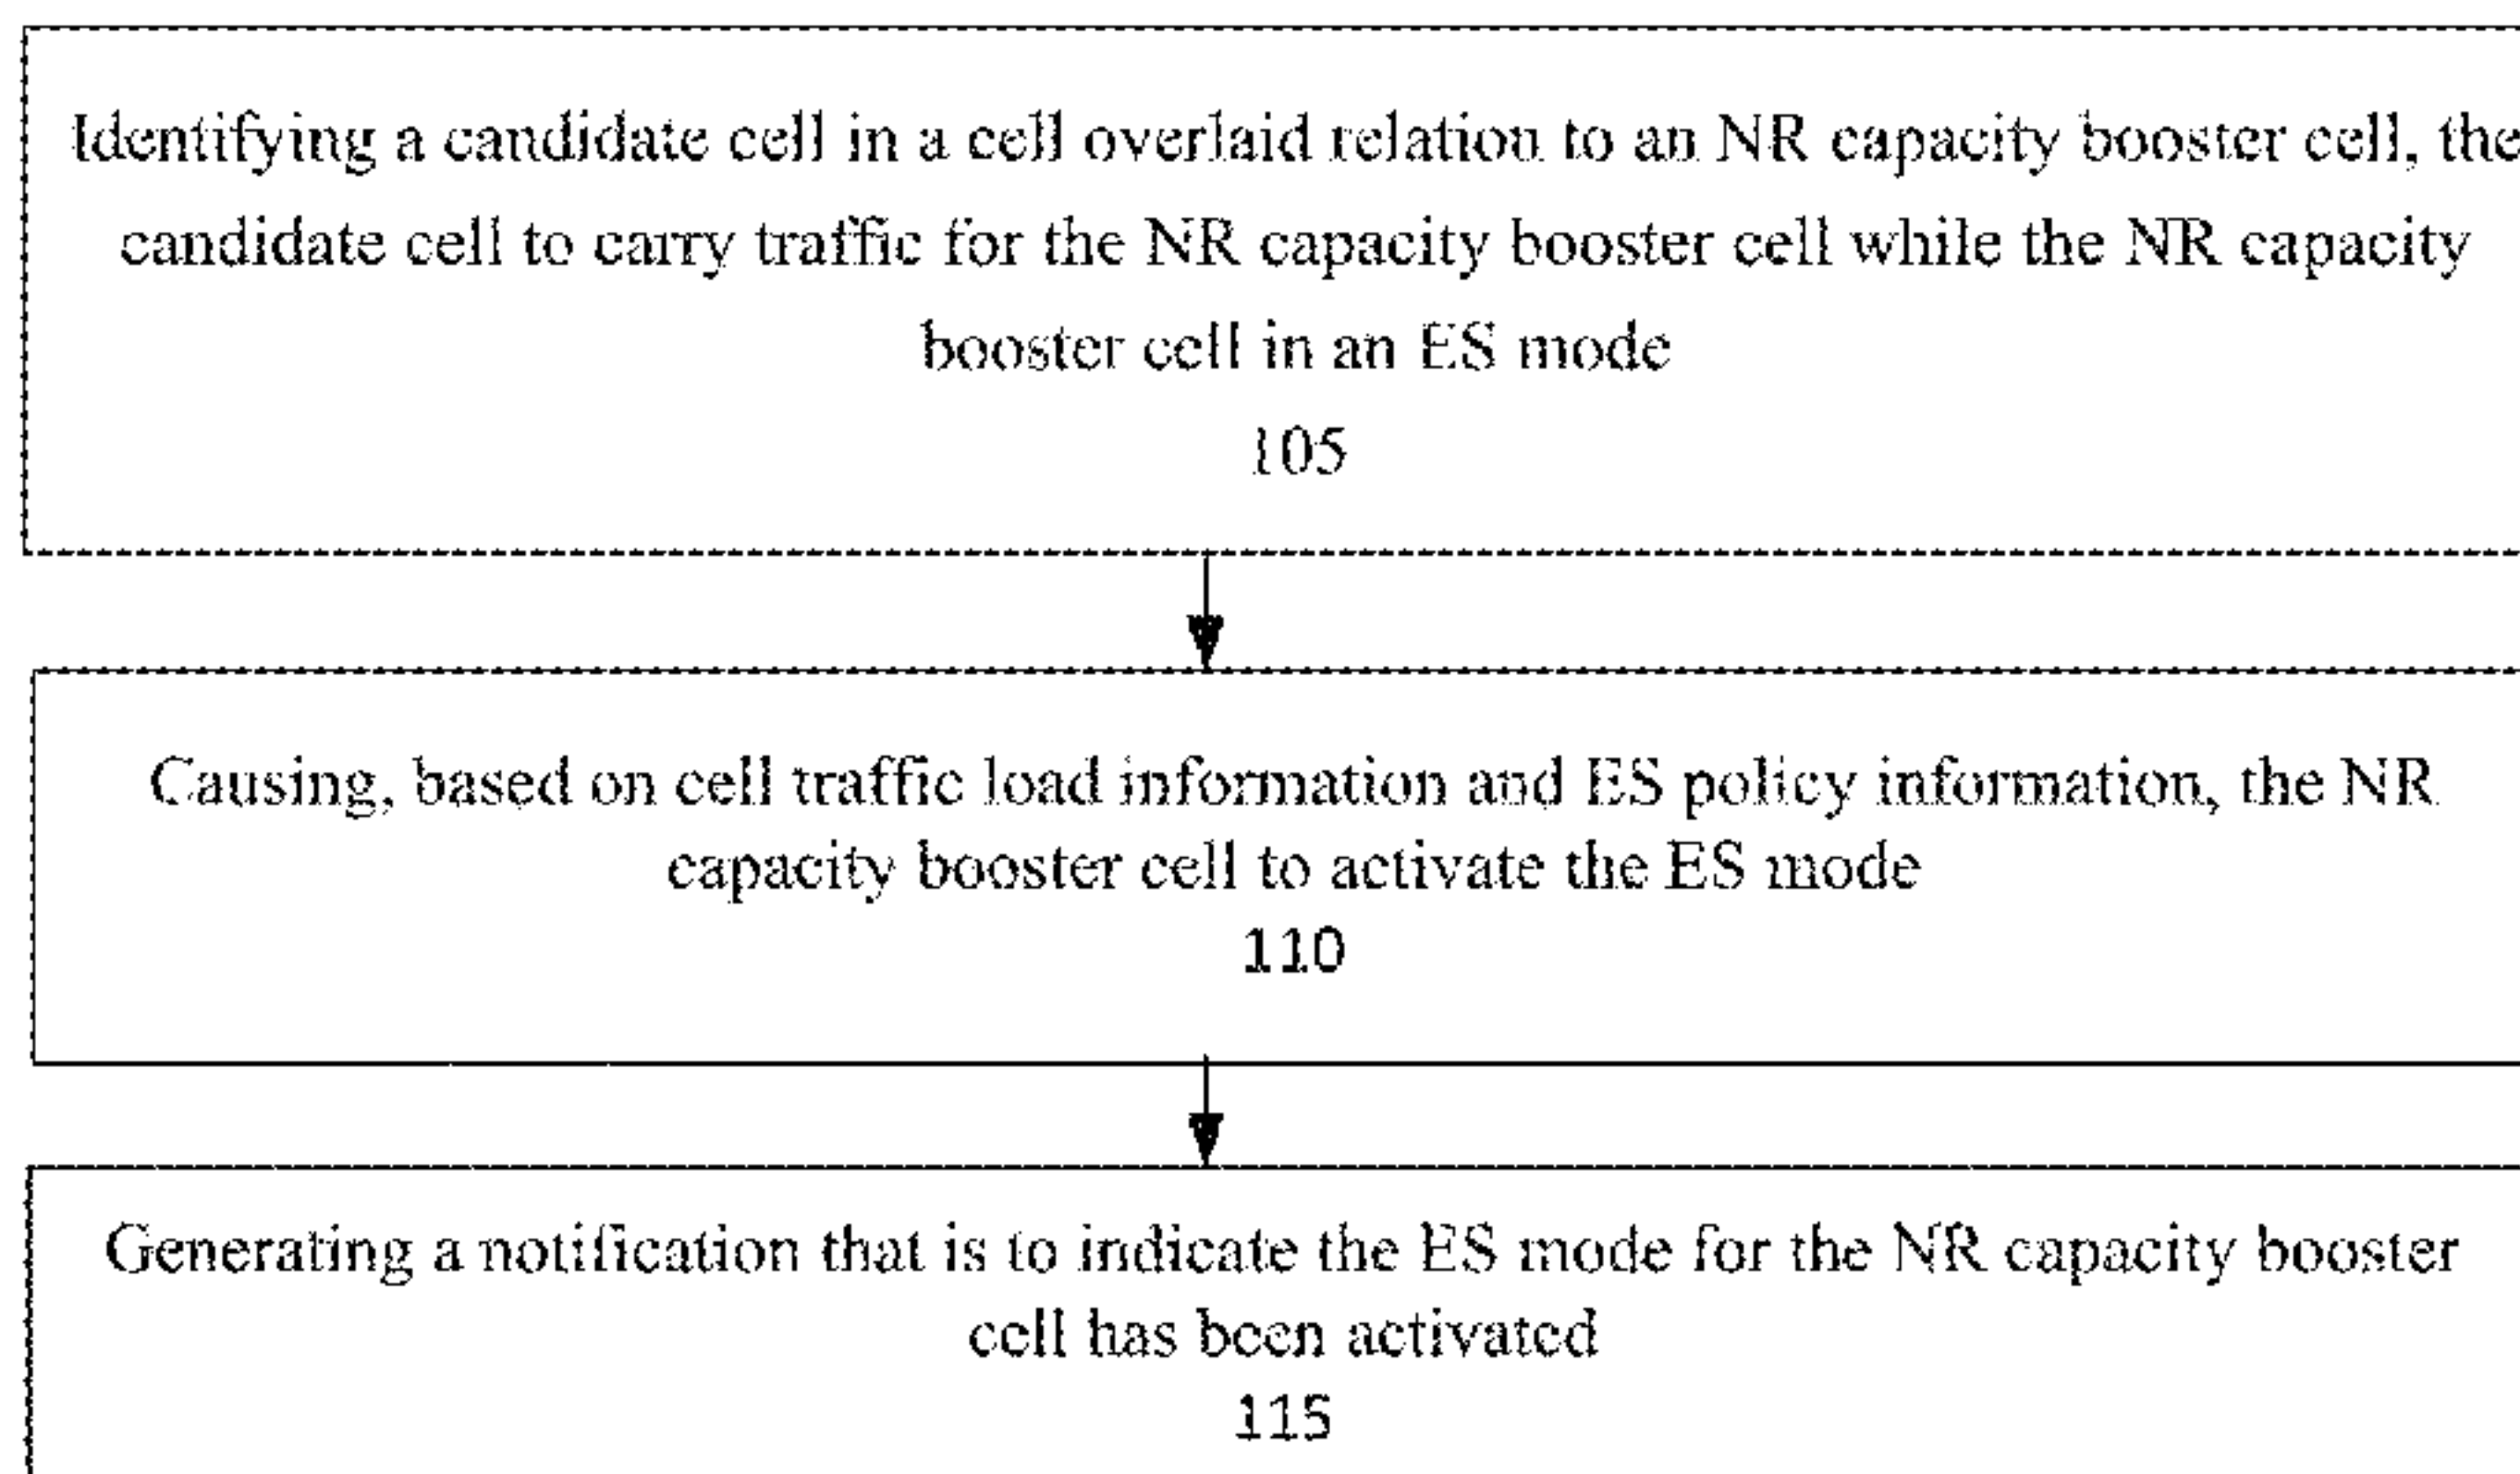 Identifying a candidate cell in a cell overlaid relation to an NR capacity booster cell, the
candidate cell to carry traffic for the NR capacity booster cell while the NR capacity
booster cell in an ES mode
105
Causing, based on cell traffic load information and ES policy information, the NR
capacity booster cell to activate the ES mode
110
Generating a notification that is to indicate the ES mode for the NR capacity booster
cell has been activated
115